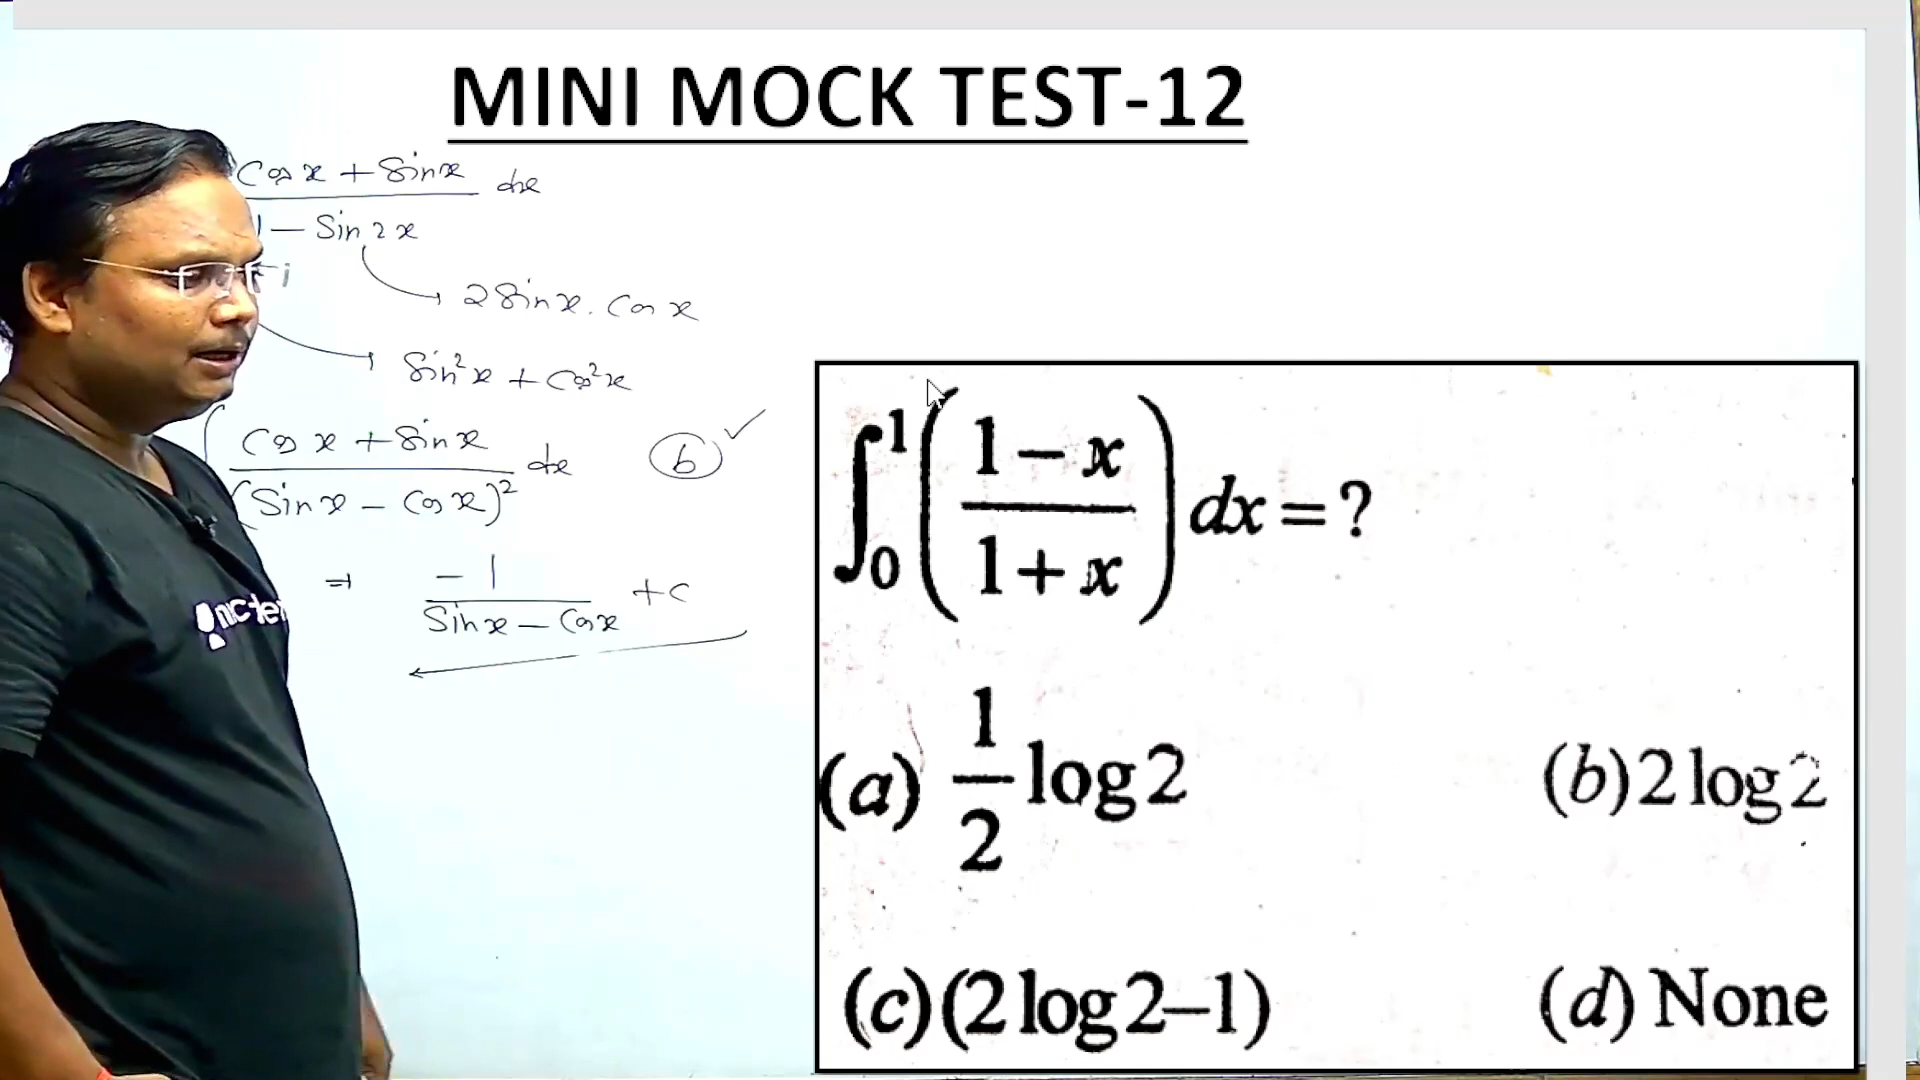 MINI MOCK TEST-12
Cos x + Sin x dx
1 — Sin 2x
2 Sin x . Cos x
Sin²x + Cos²x
∫ Cos x + Sin x dx
(Sin x – Cos x)²
(b) ✓
⇒ –1 + c
Sin x – Cos x
∫₀¹ (1 – x / 1 + x) dx = ?
(a) 1/2 log 2
(b) 2 log 2
(c) (2 log 2–1)
(d) None